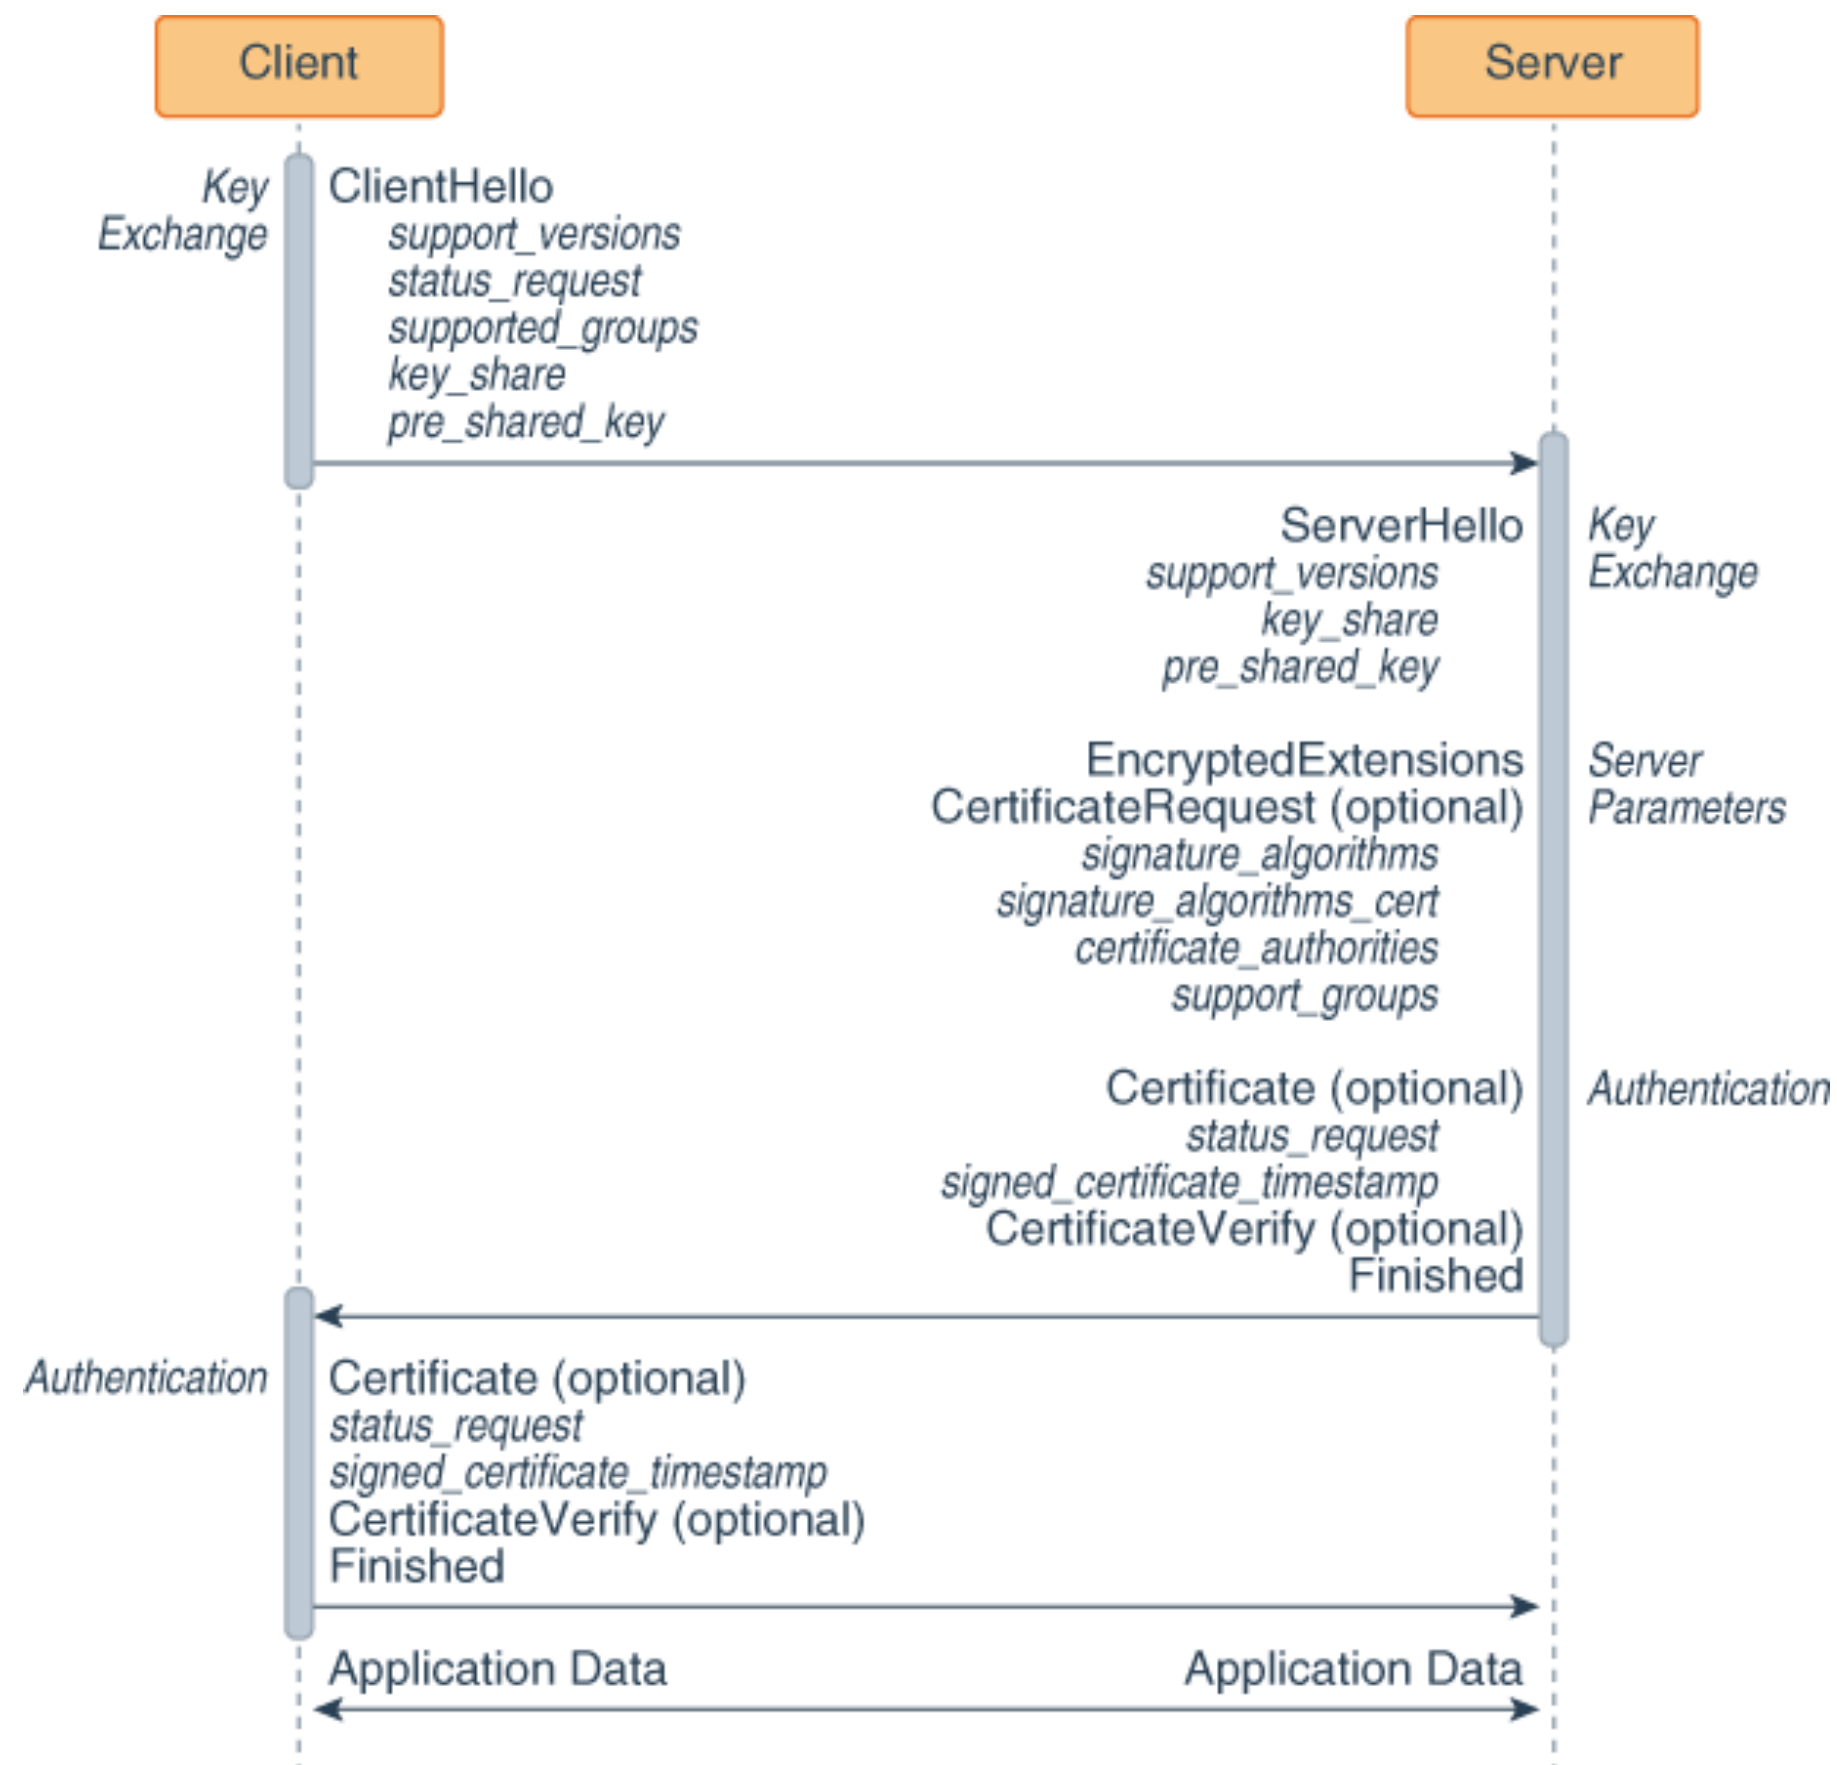 Client
Server
Key
Exchange
ClientHello
support_versions
status_request
supported_groups
key_share
pre_shared_key
ServerHello
support_versions
key_share
pre_shared_key
Key
Exchange
EncryptedExtensions
CertificateRequest (optional)
signature_algorithms
signature_algorithms_cert
certificate_authorities
support_groups
Server
Parameters
Certificate (optional)
status_request
signed_certificate_timestamp
CertificateVerify (optional)
Finished
Authentication
Authentication
Certificate (optional)
status_request
signed_certificate_timestamp
CertificateVerify (optional)
Finished
Application Data
Application Data